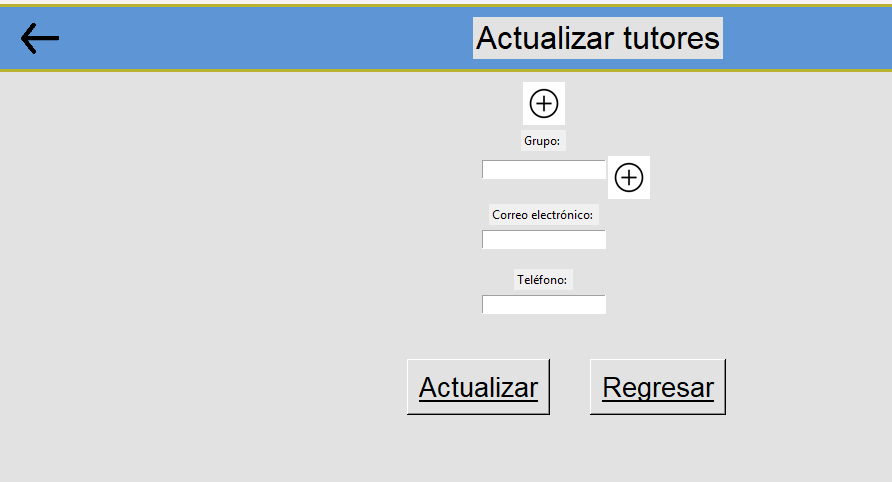 Actualizar tutores
Grupo:
Correo electrónico:
Teléfono:
Actualizar
Regresar